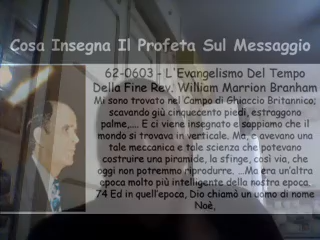 Cosa Insegna Il Profeta Sul Messaggio
62-0603 - L'Evangelismo Del Tempo
Della Fine Rev. William Marrion Branham
Mi sono trovato nel Campo di Ghiaccio Britannico;
scavando giù cinquecento piedi, estraggono
palme,.... E ci viene insegnato e sappiamo che il
mondo si trovava in verticale. Ma, e avevano una
tale meccanica e tale scienza che potevano
costruire una piramide, la sfinge, così via, che
oggi non potremmo riprodurre. ...Ma era un'altra
epoca molto più intelligente della nostra epoca.
74 Ed in quell'epoca, Dio chiamò un uomo di nome
Noè,